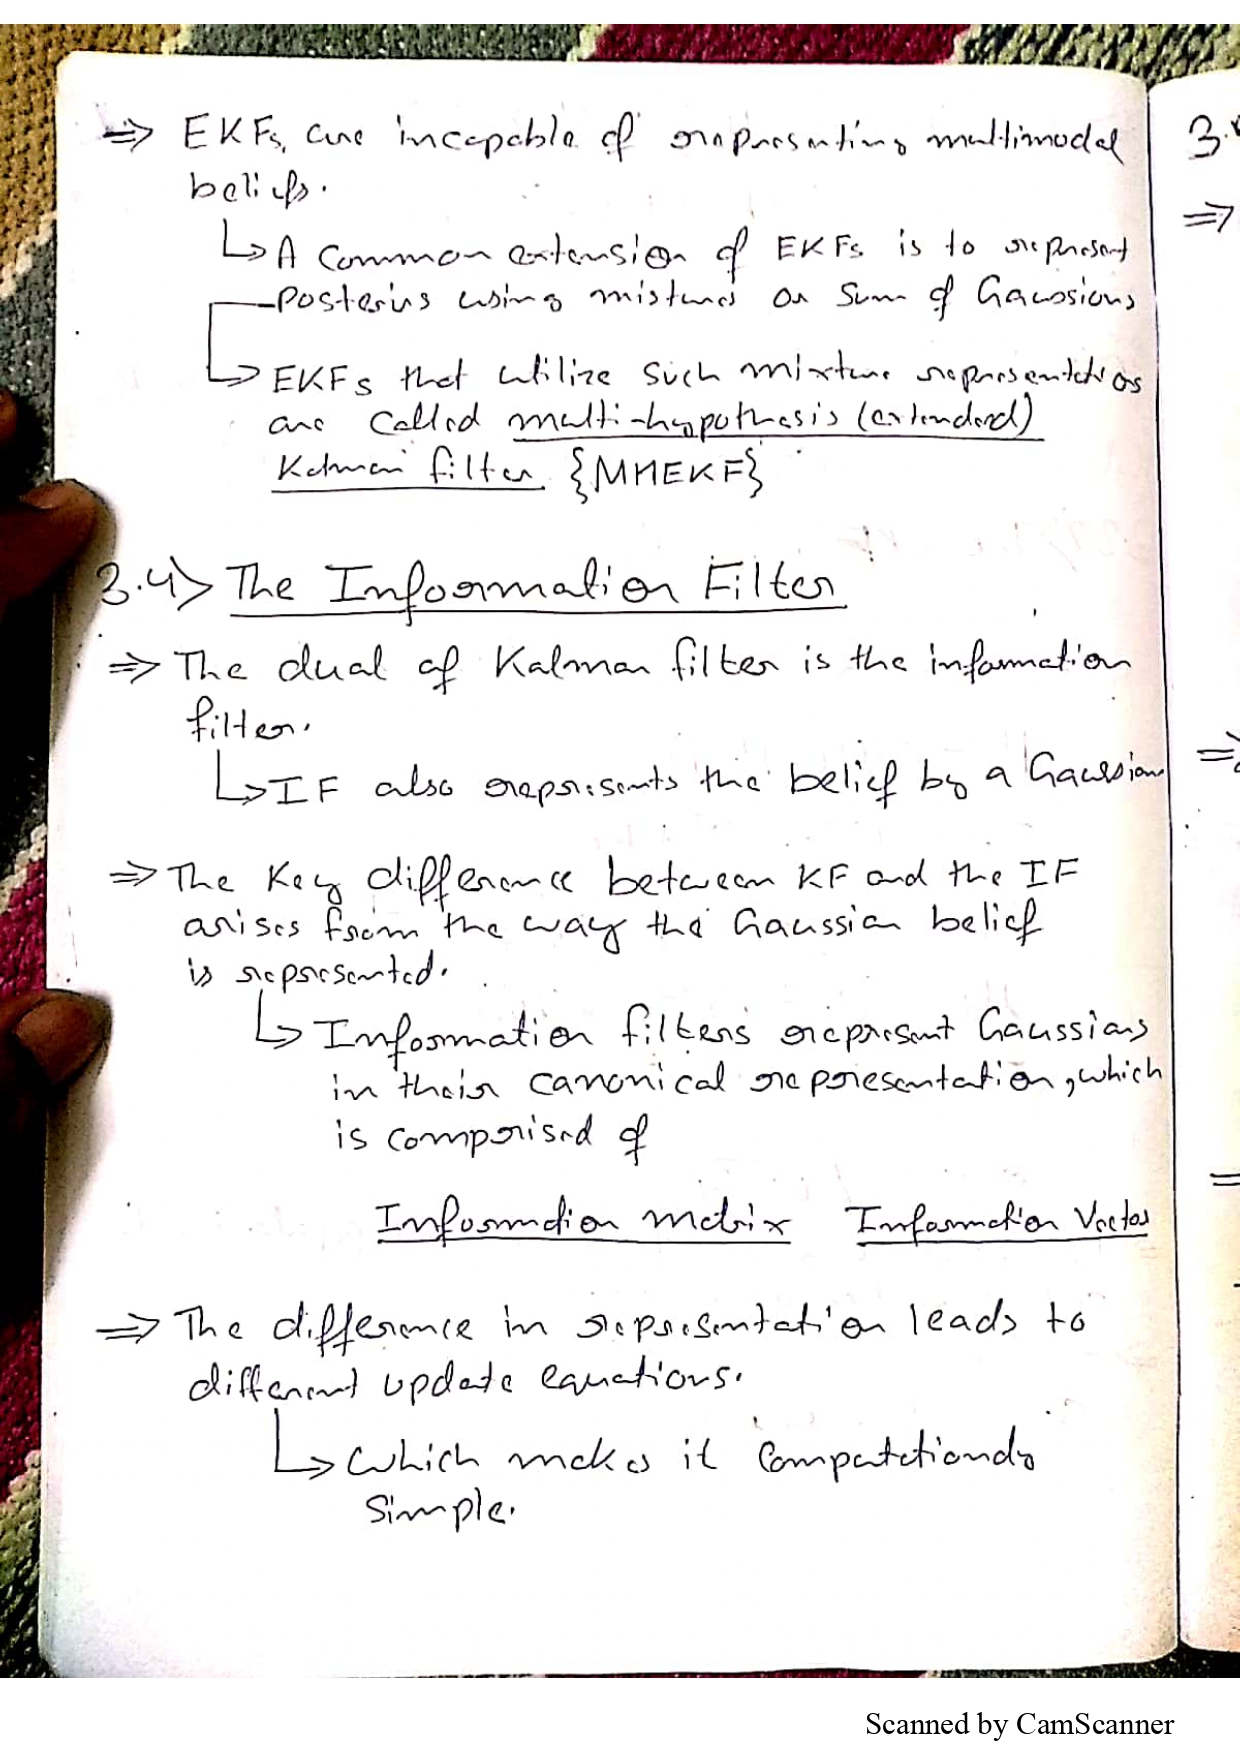 ⇒ EKFs, are incapable of representing multimodal
beliefs.
↳ A Common extension of EKFs is to represent
Posteriors using mixtures or Sum of Gaussians
↳ EKFs that utilize such mixture representations
are called multi-hypothesis (extended)
Kalman filter {MHEKF}
3.4> The Information Filter
⇒ The dual of Kalman filter is the information
filter.
↳ IF also represents the belief by a Gaussian
⇒ The Key difference between KF and the IF
arises from the way the Gaussian belief
is represented.
↳ Information filters represent Gaussians
in their canonical representation, which
is comprised of
Information matrix Information Vector
⇒ The difference in representation leads to
different update equations.
↳ Which makes it Computationaly
Simple.
3.
⇒
⇒
Scanned by CamScanner